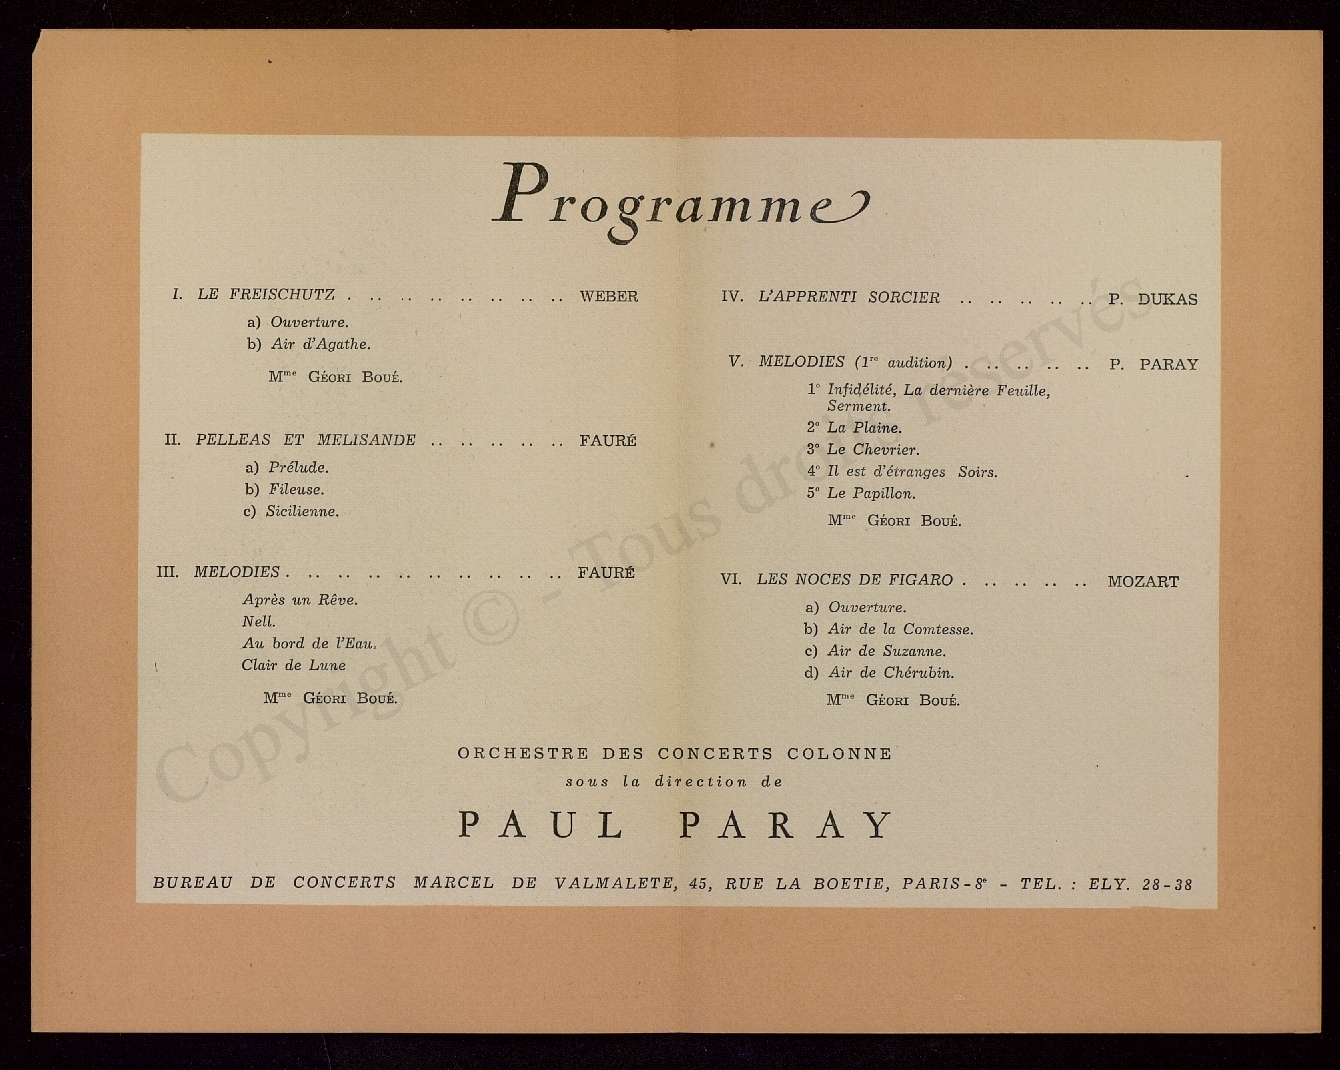 Programme
I. LE FREISCHUTZ . .. .. .. .. .. .. .. WEBER
a) Ouverture.
b) Air d'Agathe.
Mme GÉORI BOUÉ.
II. PELLEAS ET MELISANDE .. .. .. .. .. FAURÉ
a) Prélude.
b) Fileuse.
c) Sicilienne.
III. MELODIES . .. .. .. .. .. .. .. .. .. FAURÉ
Après un Rêve.
Nell.
Au bord de l'Eau.
Clair de Lune
Mme GÉORI BOUÉ.
IV. L'APPRENTI SORCIER .. .. .. .. .. P. DUKAS
V. MELODIES (1re audition) . .. .. .. .. P. PARAY
1° Infidélité, La dernière Feuille,
Serment.
2° La Plaine.
3° Le Chevrier.
4° Il est d'étranges Soirs.
5° Le Papillon.
Mme GÉORI BOUÉ.
VI. LES NOCES DE FIGARO . .. .. .. .. MOZART
a) Ouverture.
b) Air de la Comtesse.
c) Air de Suzanne.
d) Air de Chérubin.
Mme GÉORI BOUÉ.
ORCHESTRE DES CONCERTS COLONNE
sous la direction de
PAUL PARAY
BUREAU DE CONCERTS MARCEL DE VALMALETE, 45, RUE LA BOETIE, PARIS-8e - TEL. : ELY. 28-38
Copyright © - Tous droits réservés